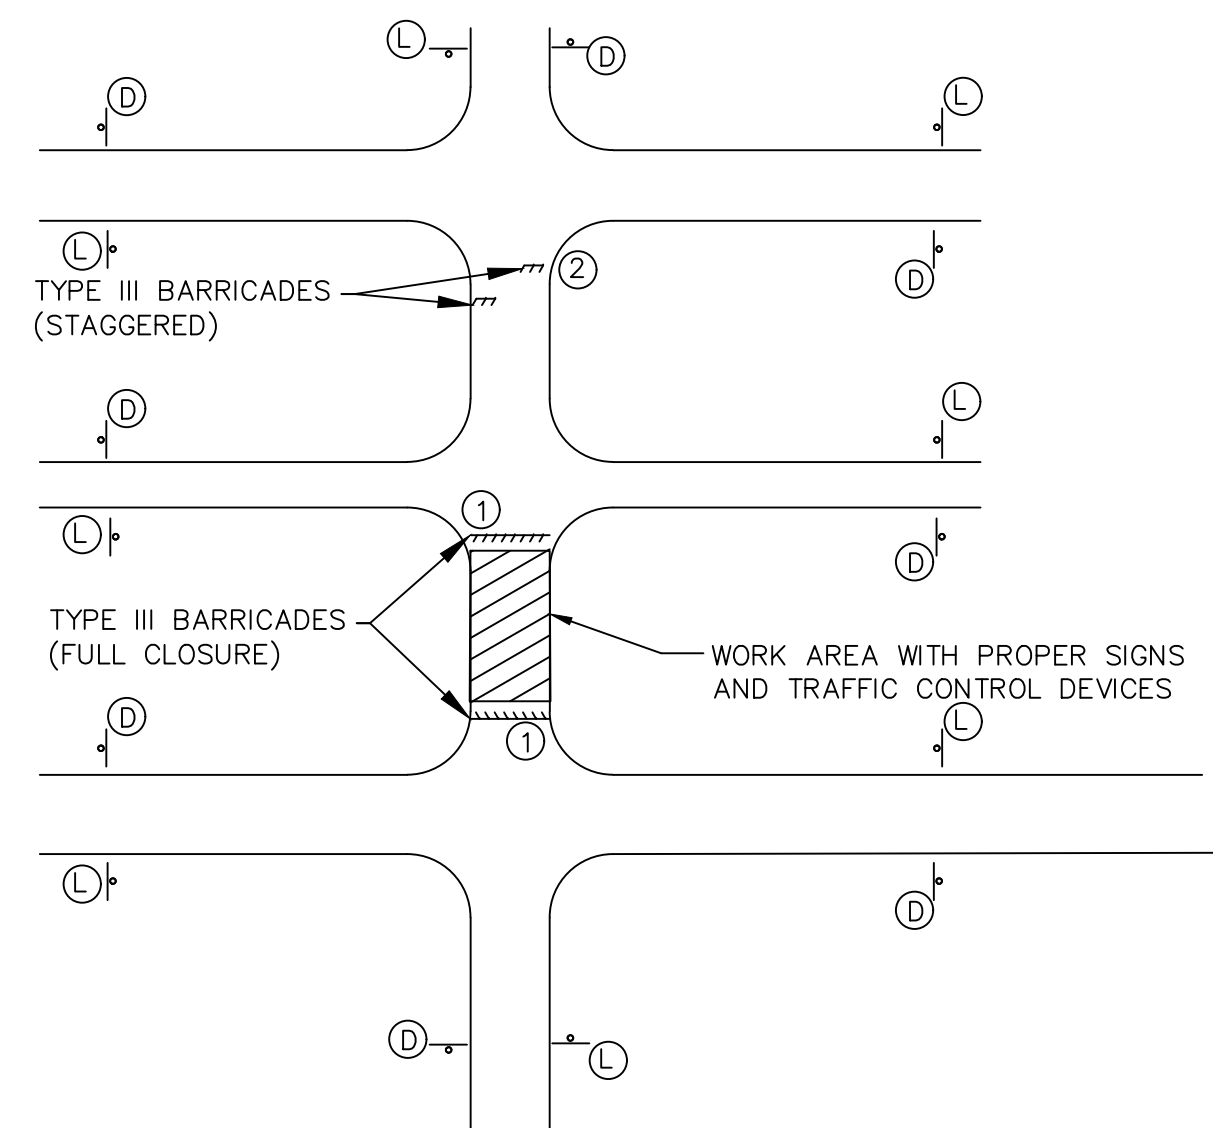 L
D
D
L
L
D
2
TYPE III BARRICADES
(STAGGERED)
D
L
1
L
D
TYPE III BARRICADES
(FULL CLOSURE)
WORK AREA WITH PROPER SIGNS
AND TRAFFIC CONTROL DEVICES
D
L
1
L
D
D
L